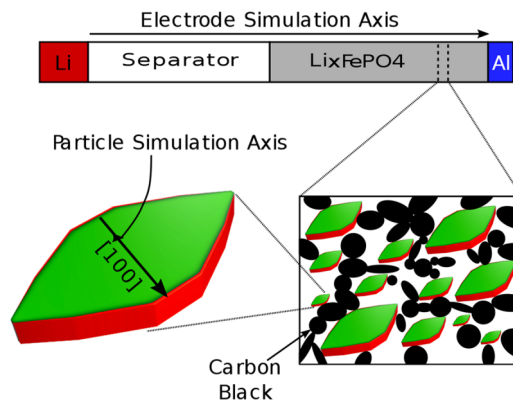 Electrode Simulation Axis
Li
Separator
LixFePO4
Al
Particle Simulation Axis
[100]
Carbon
Black